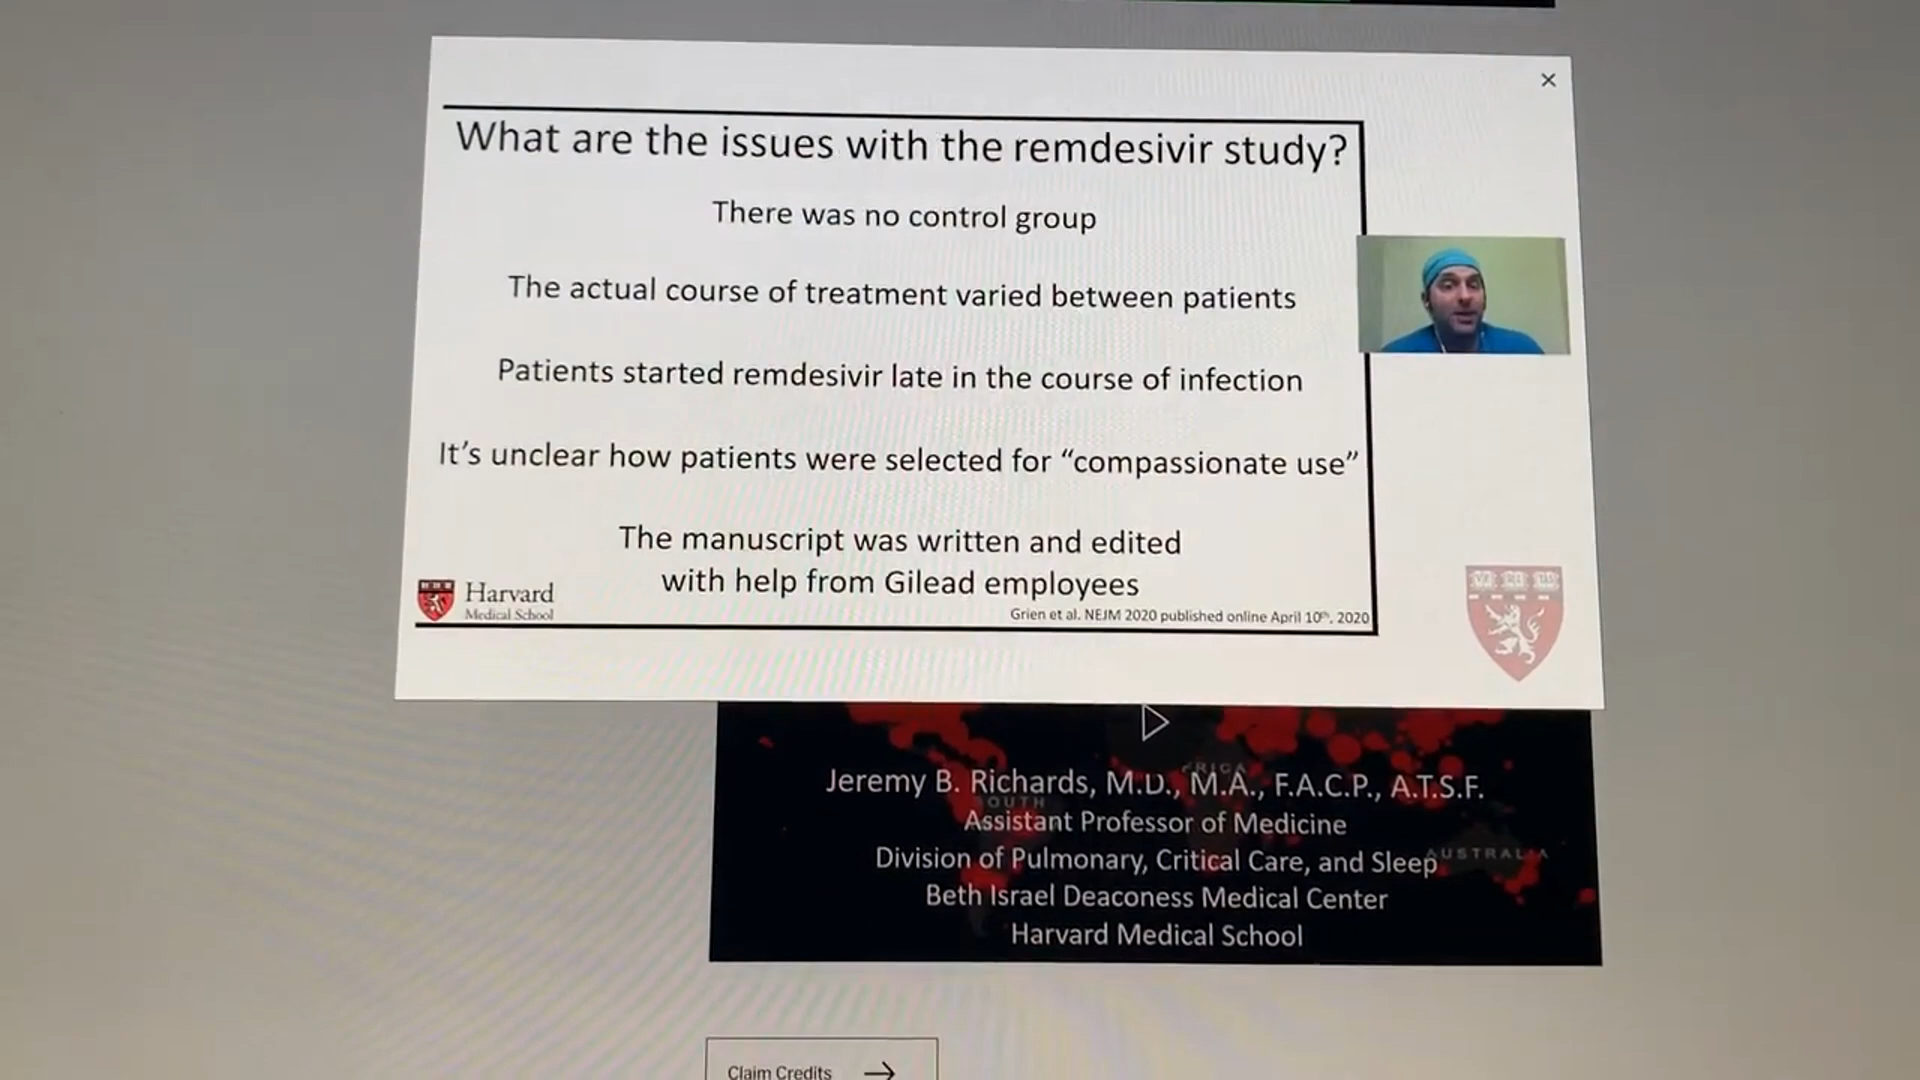 What are the issues with the remdesivir study?
There was no control group
The actual course of treatment varied between patients
Patients started remdesivir late in the course of infection
It's unclear how patients were selected for “compassionate use”
The manuscript was written and edited
with help from Gilead employees
Harvard
Medical School
Grien et al. NEJM 2020 published online April 10th, 2020
VE RI TAS
Jeremy B. Richards, M.D., M.A., F.A.C.P., A.T.S.F.
Assistant Professor of Medicine
Division of Pulmonary, Critical Care, and Sleep
AUSTRALIA
Beth Israel Deaconess Medical Center
Harvard Medical School
Claim Credits